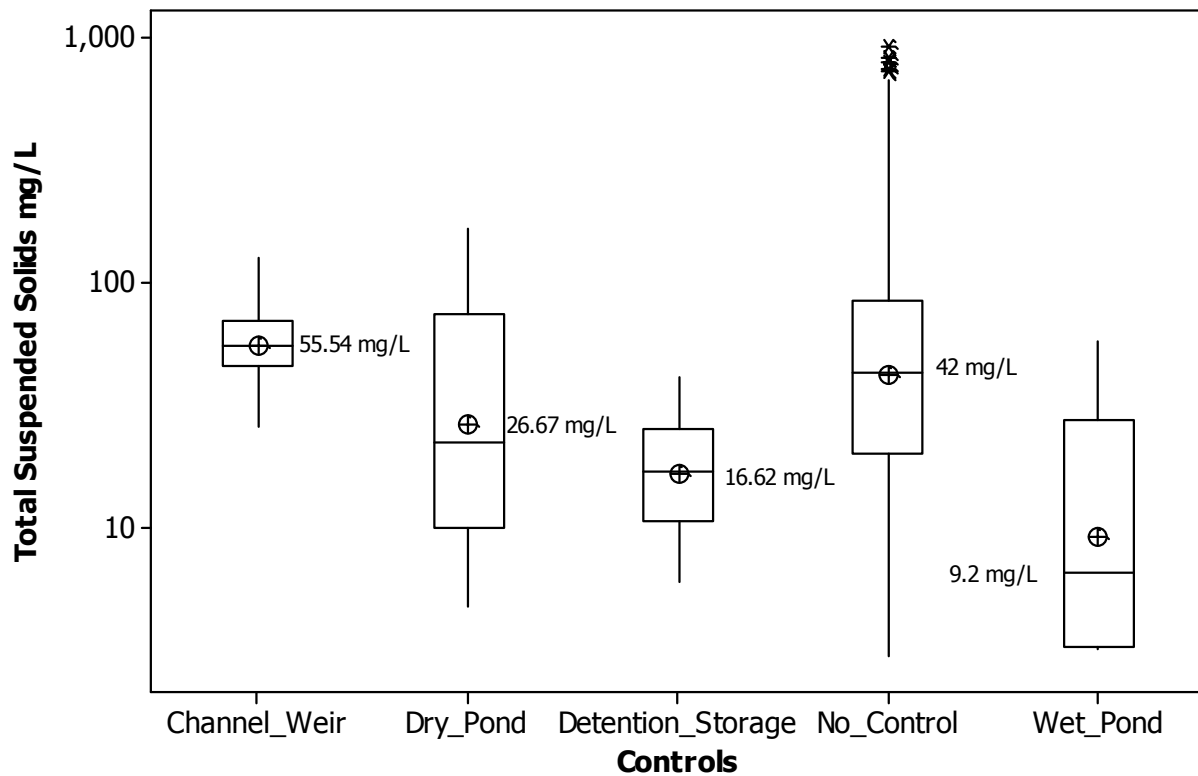 1,000
100
10
Total Suspended Solids mg/L
55.54 mg/L
26.67 mg/L
16.62 mg/L
42 mg/L
9.2 mg/L
Channel_Weir Dry_Pond Detention_Storage No_Control Wet_Pond
Controls